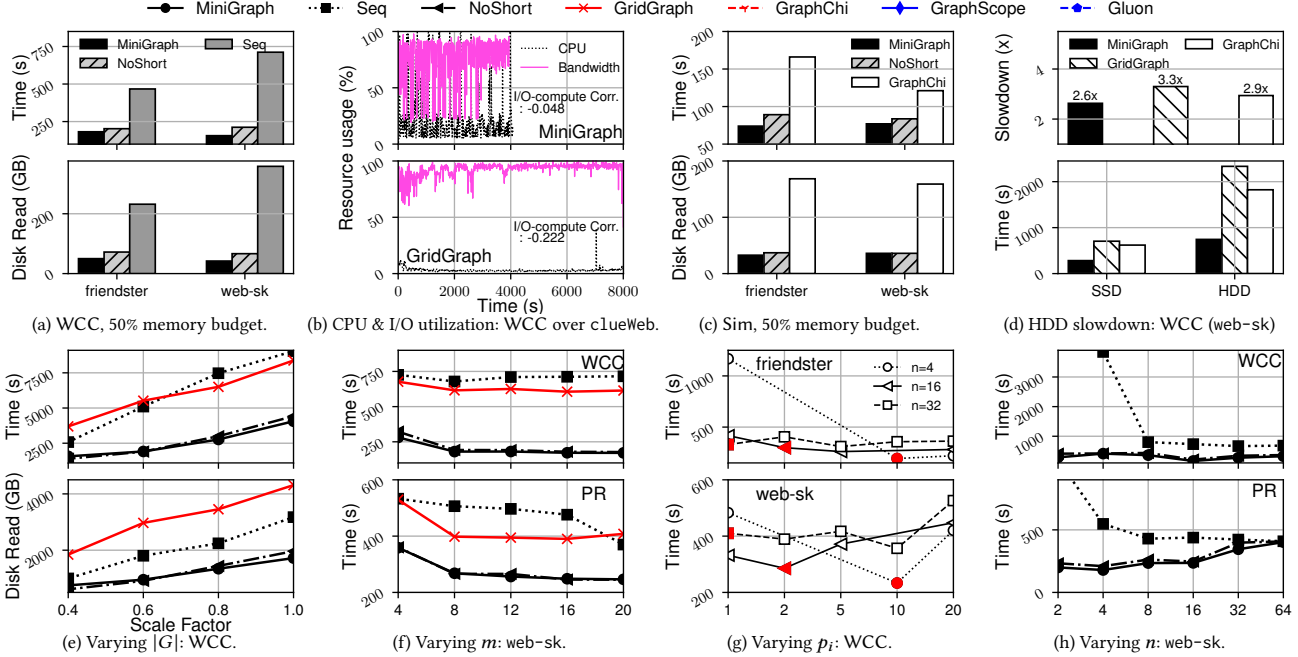 MiniGraph Seq NoShort GridGraph GraphChi GraphScope Gluon
Time (s)
750
500
250
MiniGraph Seq
NoShort
Disk Read (GB)
200
0
friendster web-sk
(a) WCC, 50% memory budget.
Resource usage (%)
100
50
0
CPU
Bandwidth
I/O-compute Corr.
: -0.048
MiniGraph
100
50
0
I/O-compute Corr.
: -0.222
GridGraph
0 2000 4000 6000 8000
Time (s)
(b) CPU & I/O utilization: WCC over clueWeb.
Time (s)
200
150
100
50
MiniGraph
NoShort
GraphChi
Disk Read (GB)
200
0
friendster web-sk
(c) Sim, 50% memory budget.
Slowdown (x)
4
2
MiniGraph GraphChi
GridGraph
2.6x 3.3x 2.9x
Time (s)
2000
1000
0
SSD HDD
(d) HDD slowdown: WCC (web-sk)
Time (s)
7500
5000
2500
Disk Read (GB)
4000
2000
0.4 0.6 0.8 1.0
Scale Factor
(e) Varying |G|: WCC.
Time (s)
1000
750
500
250
WCC
Time (s)
600
400
200
PR
4 8 12 16 20
(f) Varying m: web-sk.
Time (s)
1000
500
friendster
n=4
n=16
n=32
Time (s)
600
400
200
web-sk
1 2 5 10 20
(g) Varying pᵢ: WCC.
Time (s)
3000
2000
1000
WCC
Time (s)
500
0
PR
2 4 8 16 32 64
(h) Varying n: web-sk.